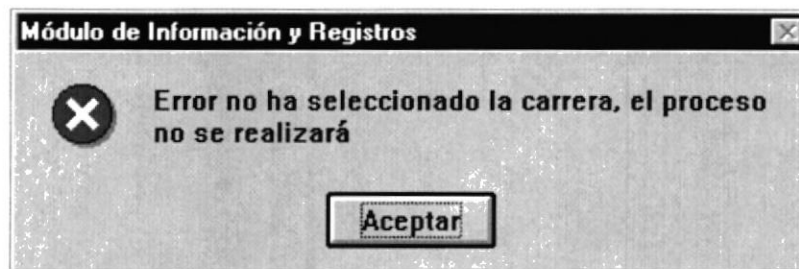 Módulo de Información y Registros
Error no ha seleccionado la carrera, el proceso
no se realizará
Aceptar